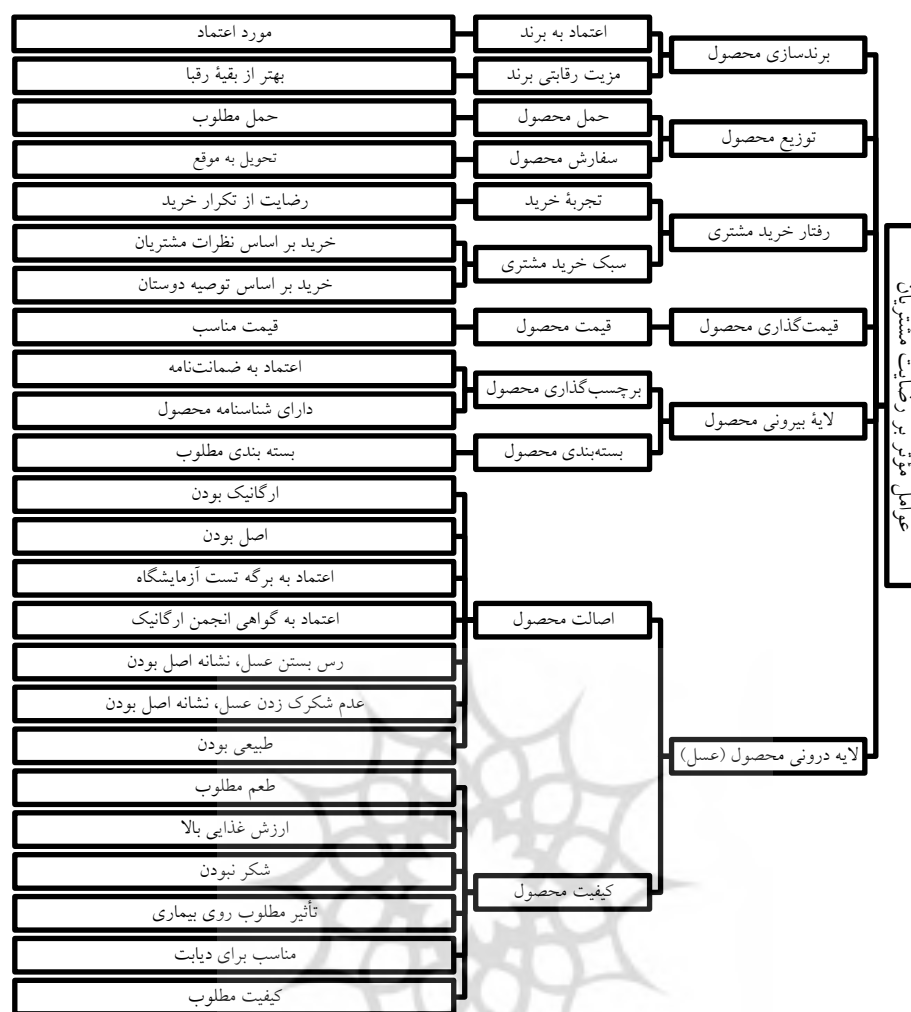 عوامل مؤثر بر رضایت مشتریان
برندسازی محصول
اعتماد به برند
مورد اعتماد
مزیت رقابتی برند
بهتر از بقیۀ رقبا
توزیع محصول
حمل محصول
حمل مطلوب
سفارش محصول
تحویل به موقع
رفتار خرید مشتری
تجربۀ خرید
رضایت از تکرار خرید
سبک خرید مشتری
خرید بر اساس نظرات مشتریان
خرید بر اساس توصیه دوستان
قیمت‌گذاری محصول
قیمت محصول
قیمت مناسب
لایۀ بیرونی محصول
برچسب‌گذاری محصول
اعتماد به ضمانت‌نامه
دارای شناسنامه محصول
بسته‌بندی محصول
بسته بندی مطلوب
لایه درونی محصول (عسل)
اصالت محصول
ارگانیک بودن
اصل بودن
اعتماد به برگه تست آزمایشگاه
اعتماد به گواهی انجمن ارگانیک
رس بستن عسل، نشانه اصل بودن
عدم شکرک زدن عسل، نشانه اصل بودن
طبیعی بودن
کیفیت محصول
طعم مطلوب
ارزش غذایی بالا
شکر نبودن
تأثیر مطلوب روی بیماری
مناسب برای دیابت
کیفیت مطلوب